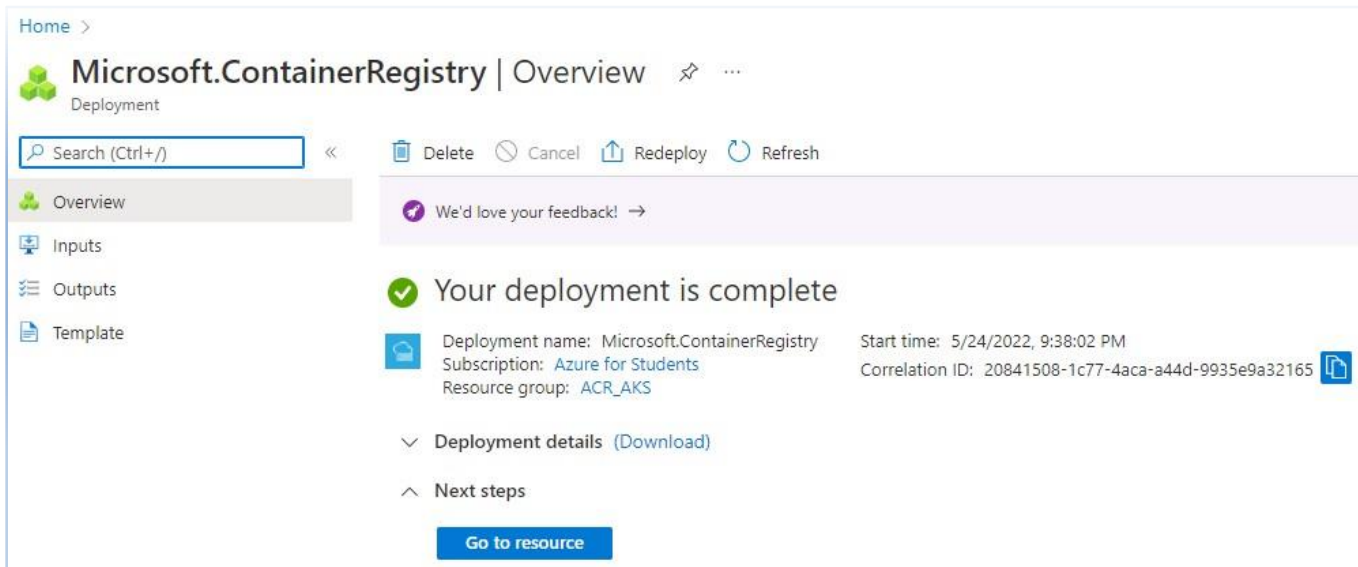 Home >
Microsoft.ContainerRegistry | Overview ...
Deployment
Search (Ctrl+/) «
Overview
Inputs
Outputs
Template
Delete Cancel Redeploy Refresh
We'd love your feedback! →
Your deployment is complete
Deployment name: Microsoft.ContainerRegistry Start time: 5/24/2022, 9:38:02 PM
Subscription: Azure for Students Correlation ID: 20841508-1c77-4aca-a44d-9935e9a32165
Resource group: ACR_AKS
Deployment details (Download)
Next steps
Go to resource